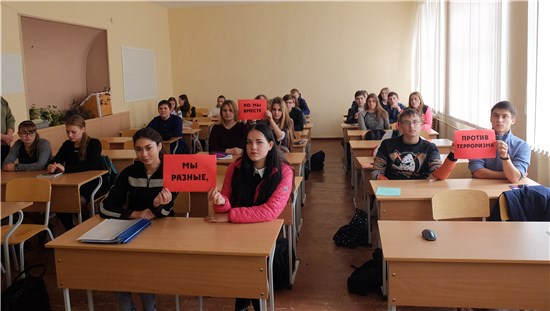 МЫ
РАЗНЫЕ,
НО МЫ
ВМЕСТЕ
ПРОТИВ
ТЕРРОРИЗМА